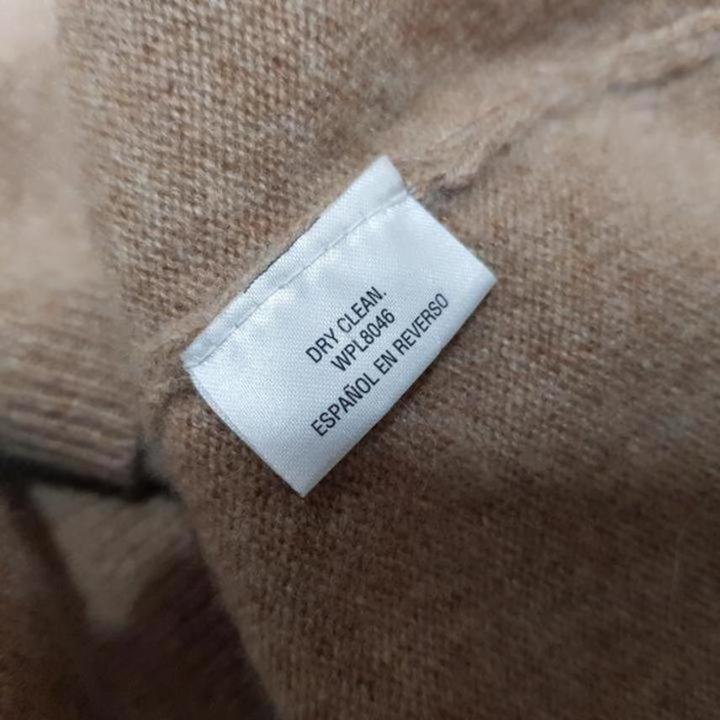 DRY CLEAN.
WPL8046
ESPAÑOL EN REVERSO